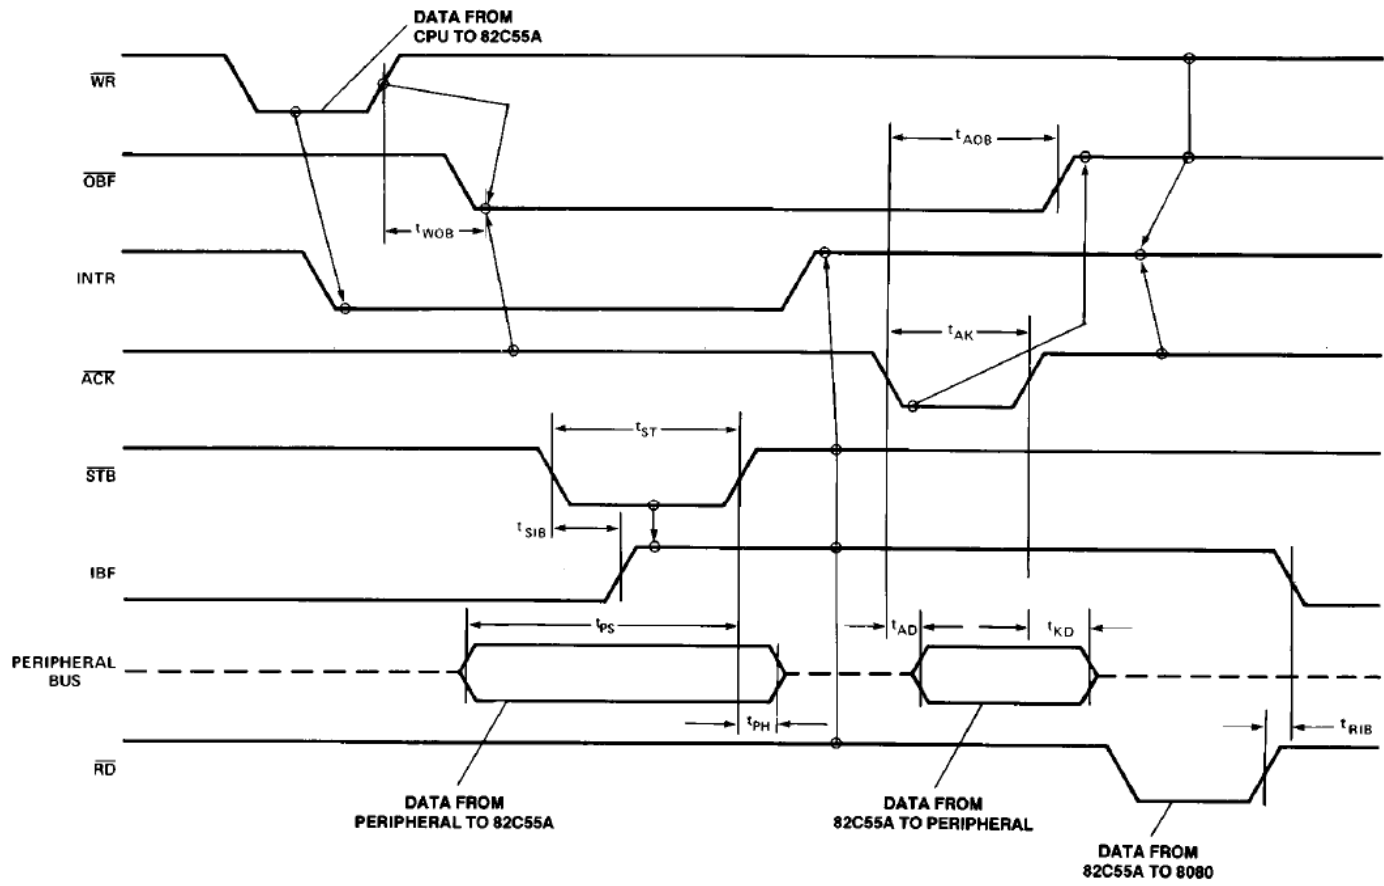 DATA FROM
CPU TO 82C55A
WR
tAOB
OBF
tWOB
INTR
tAK
ACK
tST
STB
tSIB
IBF
tPS
tAD
tKD
PERIPHERAL
BUS
tPH
tRIB
RD
DATA FROM
PERIPHERAL TO 82C55A
DATA FROM
82C55A TO PERIPHERAL
DATA FROM
82C55A TO 8080